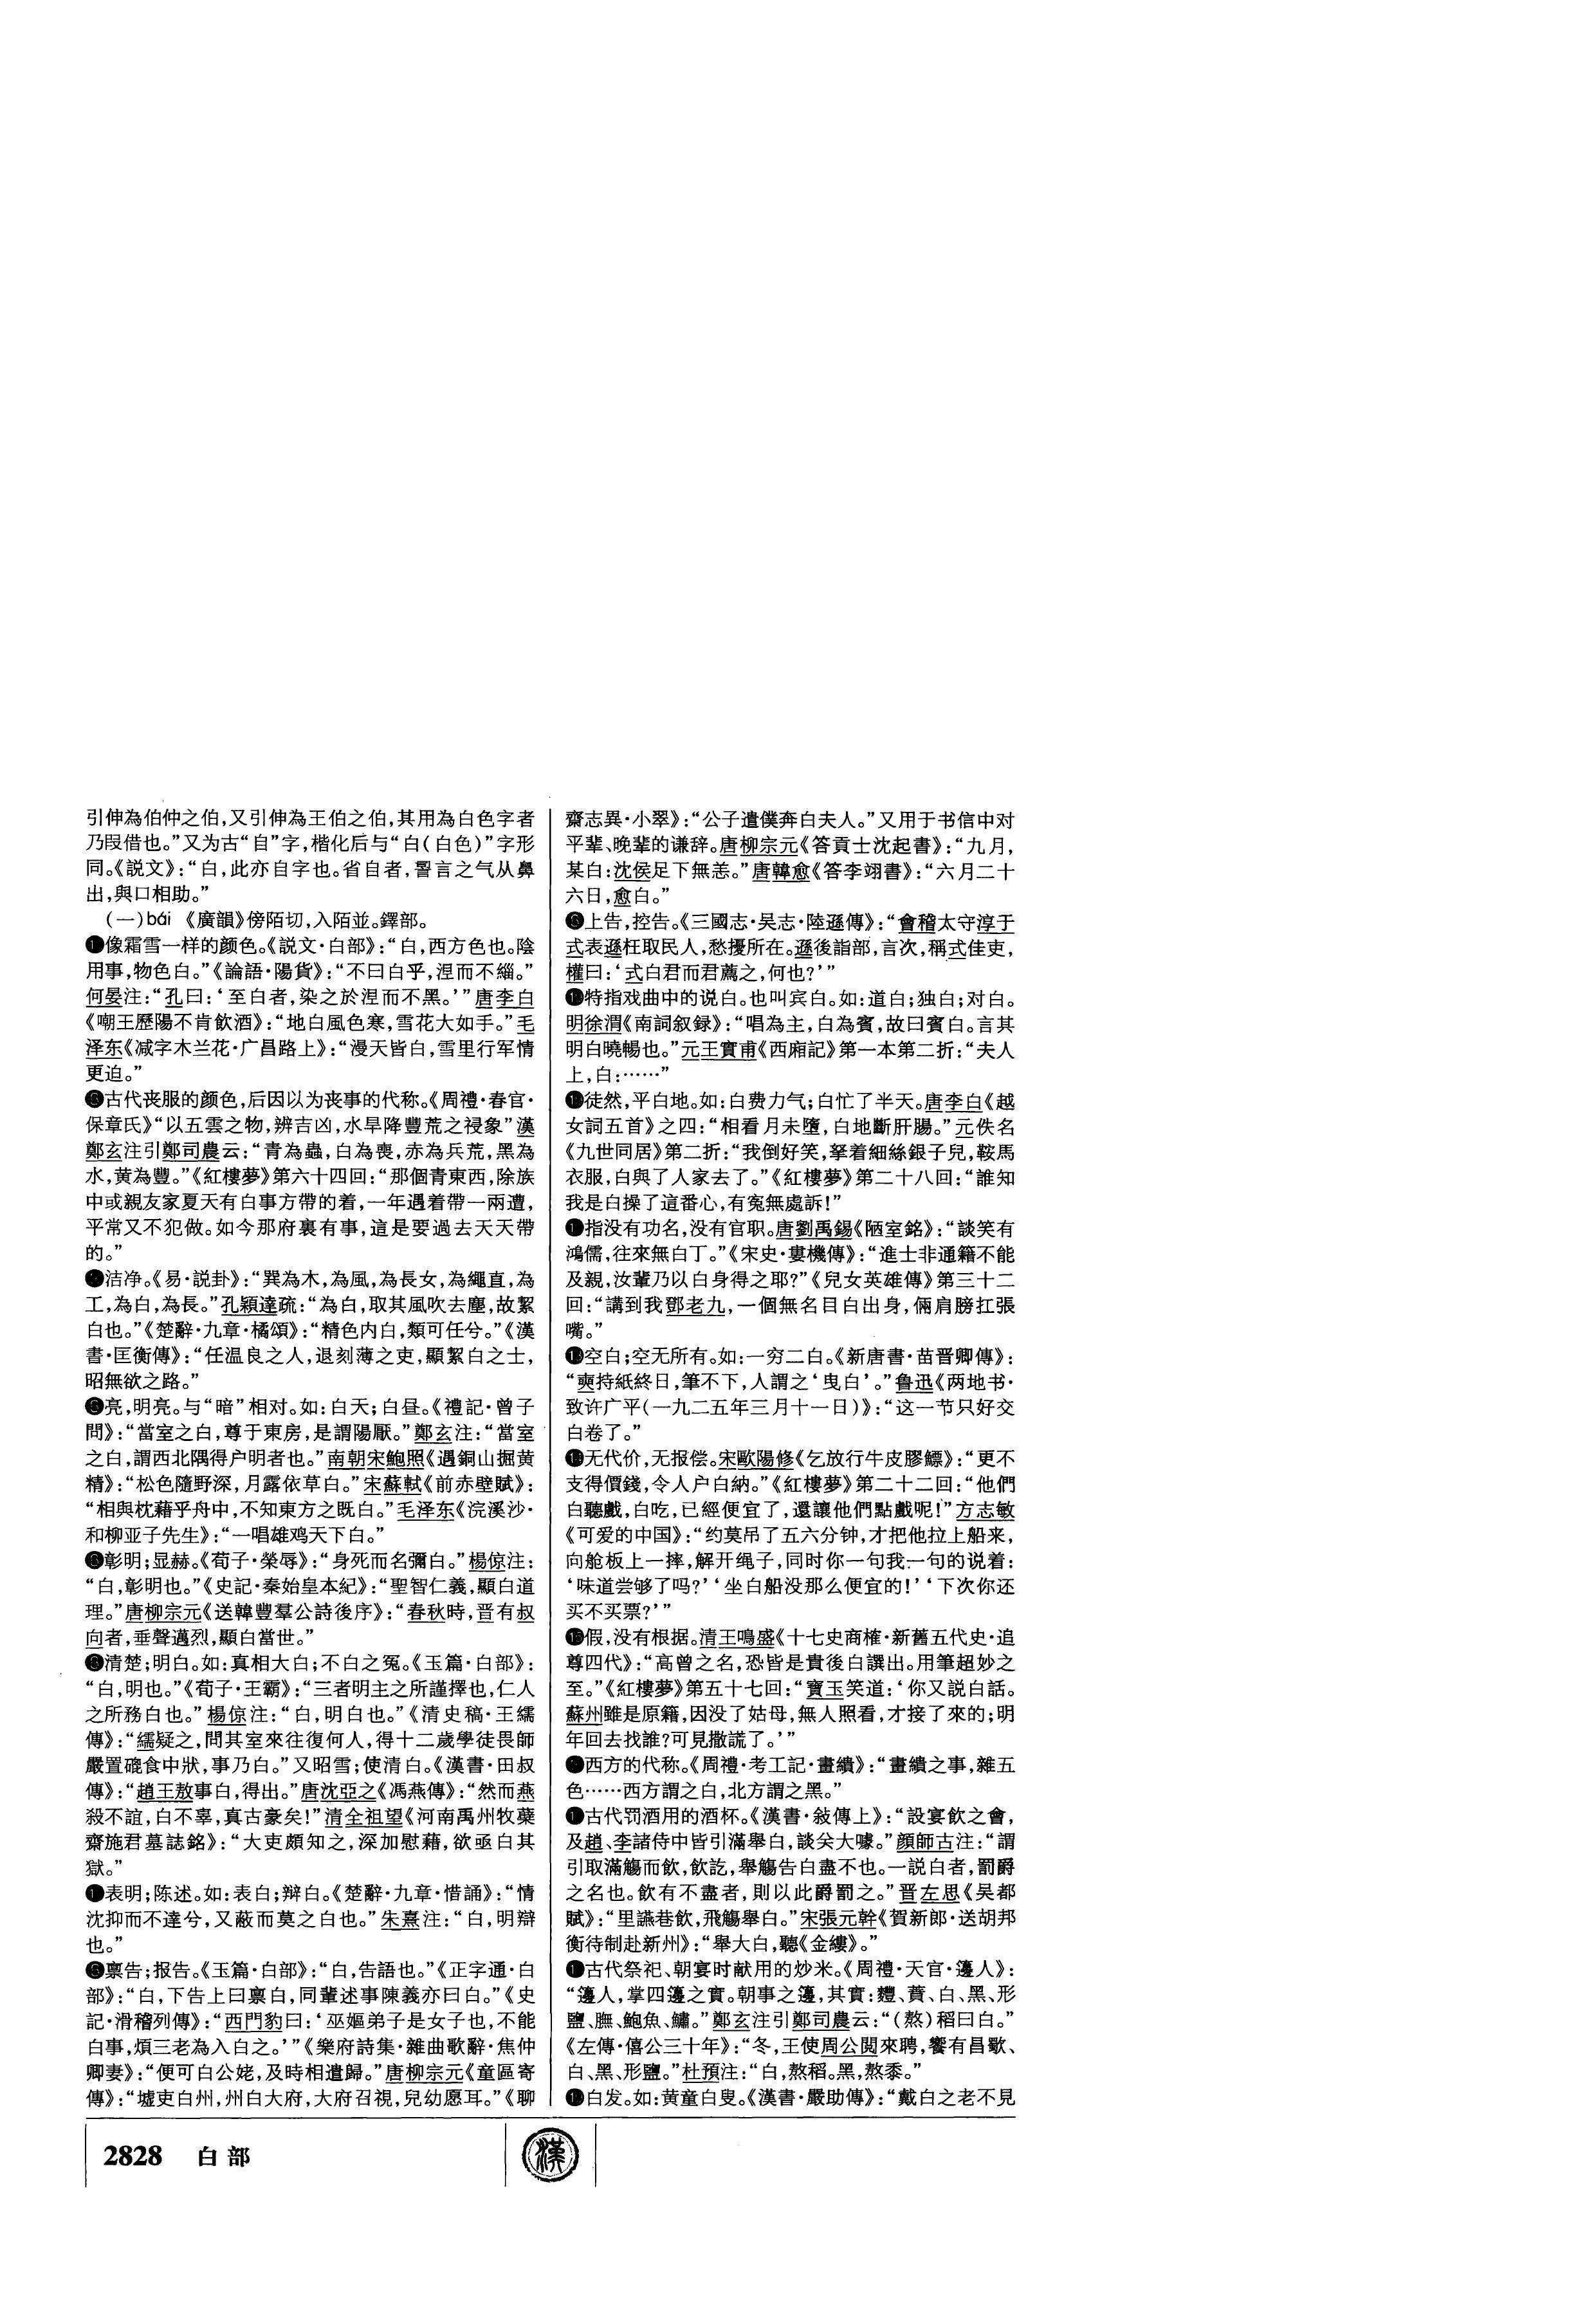 引伸為伯仲之伯,又引伸為王伯之伯,其用為白色字者
乃叚借也。”又为古“自”字,楷化后与“白(白色)”字形
同。《説文》:“白,此亦自字也。省自者,䛐言之气从鼻
出,與口相助。”
(一)bái 《廣韻》傍陌切,入陌並。鐸部。
❶像霜雪一样的颜色。《説文·白部》:“白,西方色也。陰
用事,物色白。”《論語·陽貨》:“不曰白乎,涅而不緇。”
何晏注:“孔曰:‘至白者,染之於涅而不黑。’”唐李白
《嘲王歷陽不肯飲酒》:“地白風色寒,雪花大如手。”毛
泽东《减字木兰花·广昌路上》:“漫天皆白,雪里行军情
更迫。”
古代丧服的颜色,后因以为丧事的代称。《周禮·春官·
保章氏》“以五雲之物,辨吉凶,水旱降豐荒之祲象”漢
鄭玄注引鄭司農云:“青為蟲,白為喪,赤為兵荒,黑為
水,黄為豐。”《紅樓夢》第六十四回:“那個青東西,除族
中或親友家夏天有白事方帶的着,一年遇着帶一兩遭,
平常又不犯做。如今那府裏有事,這是要過去天天帶
的。”
洁净。《易·説卦》:“巽為木,為風,為長女,為繩直,為
工,為白,為長。”孔穎達疏:“為白,取其風吹去塵,故絜
白也。”《楚辭·九章·橘頌》:“精色内白,類可任兮。”《漢
書·匡衡傳》:“任温良之人,退刻薄之吏,顯絜白之士,
昭無欲之路。”
亮,明亮。与“暗”相对。如:白天;白昼。《禮記·曾子
問》:“當室之白,尊于東房,是謂陽厭。”鄭玄注:“當室
之白,謂西北隅得户明者也。”南朝宋鮑照《遇銅山掘黄
精》:“松色隨野深,月露依草白。”宋蘇軾《前赤壁賦》:
“相與枕藉乎舟中,不知東方之既白。”毛泽东《浣溪沙·
和柳亚子先生》:“一唱雄鸡天下白。”
彰明;显赫。《荀子·榮辱》:“身死而名彌白。”楊倞注:
“白,彰明也。”《史記·秦始皇本紀》:“聖智仁義,顯白道
理。”唐柳宗元《送韓豐羣公詩後序》:“春秋時,晋有叔
向者,垂聲邁烈,顯白當世。”
清楚;明白。如:真相大白;不白之冤。《玉篇·白部》:
“白,明也。”《荀子·王霸》:“三者明主之所謹擇也,仁人
之所務白也。”楊倞注:“白,明白也。”《清史稿·王繻
傳》:“繻疑之,問其室來往復何人,得十二歲學徒畏師
嚴置䃟食中狀,事乃白。”又昭雪;使清白。《漢書·田叔
傳》:“趙王敖事白,得出。”唐沈亞之《馮燕傳》:“然而燕
殺不誼,白不辜,真古豪矣!”清全祖望《河南禹州牧蘗
齋施君墓誌銘》:“大吏頗知之,深加慰藉,欲亟白其
獄。”
表明;陈述。如:表白;辩白。《楚辭·九章·惜誦》:“情
沈抑而不達兮,又蔽而莫之白也。”朱熹注:“白,明辯
也。”
禀告;报告。《玉篇·白部》:“白,告語也。”《正字通·白
部》:“白,下告上曰禀白,同輩述事陳義亦曰白。”《史
記·滑稽列傳》:“西門豹曰:‘巫嫗弟子是女子也,不能
白事,煩三老為入白之。’”《樂府詩集·雜曲歌辭·焦仲
卿妻》:“便可白公姥,及時相遣歸。”唐柳宗元《童區寄
傳》:“墟吏白州,州白大府,大府召視,兒幼愿耳。”《聊
齋志異·小翠》:“公子遣僕奔白夫人。”又用于书信中对
平辈、晚辈的谦辞。唐柳宗元《答貢士沈起書》:“九月,
某白:沈侯足下無恙。”唐韓愈《答李翊書》:“六月二十
六日,愈白。”
上告,控告。《三國志·吴志·陸遜傳》:“會稽太守淳于
式表遜枉取民人,愁擾所在。遜後詣都,言次,稱式佳吏,
權曰:‘式白君而君薦之,何也?’”
特指戏曲中的说白。也叫宾白。如:道白;独白;对白。
明徐渭《南詞叙録》:“唱為主,白為賓,故曰賓白。言其
明白曉暢也。”元王實甫《西廂記》第一本第二折:“夫人
上,白:……”
徒然,平白地。如:白费力气;白忙了半天。唐李白《越
女詞五首》之四:“相看月未墮,白地斷肝腸。”元佚名
《九世同居》第二折:“我倒好笑,拏着細絲銀子兒,鞍馬
衣服,白與了人家去了。”《紅樓夢》第二十八回:“誰知
我是白操了這番心,有寃無處訴!”
指没有功名,没有官职。唐劉禹錫《陋室銘》:“談笑有
鴻儒,往來無白丁。”《宋史·婁機傳》:“進士非通籍不能
及親,汝輩乃以白身得之耶?”《兒女英雄傳》第三十二
回:“講到我鄧老九,一個無名目白出身,倆肩膀扛張
嘴。”
空白;空无所有。如:一穷二白。《新唐書·苗晋卿傳》:
“奭持紙終日,筆不下,人謂之‘曳白’。”鲁迅《两地书·
致许广平(一九二五年三月十一日)》:“这一节只好交
白卷了。”
无代价,无报偿。宋歐陽修《乞放行牛皮膠鰾》:“更不
支得價錢,令人户白納。”《紅樓夢》第二十二回:“他們
白聽戲,白吃,已經便宜了,還讓他們點戲呢!”方志敏
《可爱的中国》:“约莫吊了五六分钟,才把他拉上船来,
向舱板上一摔,解开绳子,同时你一句我一句的说着:
‘味道尝够了吗?’‘坐白船没那么便宜的!’‘下次你还
买不买票?’”
假,没有根据。清王鳴盛《十七史商榷·新舊五代史·追
尊四代》:“高曾之名,恐皆是貴後白譔出。用筆超妙之
至。”《紅樓夢》第五十七回:“寶玉笑道:‘你又説白話。
蘇州雖是原籍,因没了姑母,無人照看,才接了來的;明
年回去找誰?可見撒謊了。’”
西方的代称。《周禮·考工記·畫繢》:“畫繢之事,雜五
色……西方謂之白,北方謂之黑。”
古代罚酒用的酒杯。《漢書·敍傳上》:“設宴飲之會,
及趙、李諸侍中皆引滿舉白,談㗛大噱。”顔師古注:“謂
引取滿觴而飲,飲訖,舉觴告白盡不也。一説白者,罰爵
之名也。飲有不盡者,則以此爵罰之。”晋左思《吴都
賦》:“里讌巷飲,飛觴舉白。”宋張元幹《賀新郎·送胡邦
衡待制赴新州》:“舉大白,聽《金縷》。”
古代祭祀、朝宴时献用的炒米。《周禮·天官·籩人》:
“籩人,掌四籩之實。朝事之籩,其實:麷、蕡、白、黑、形
鹽、膴、鮑魚、鱐。”鄭玄注引鄭司農云:“(熬)稻曰白。”
《左傳·僖公三十年》:“冬,王使周公閲來聘,饗有昌歜、
白、黑、形鹽。”杜預注:“白,熬稻。黑,熬黍。”
白发。如:黄童白叟。《漢書·嚴助傳》:“戴白之老不見
2828 白部
漢